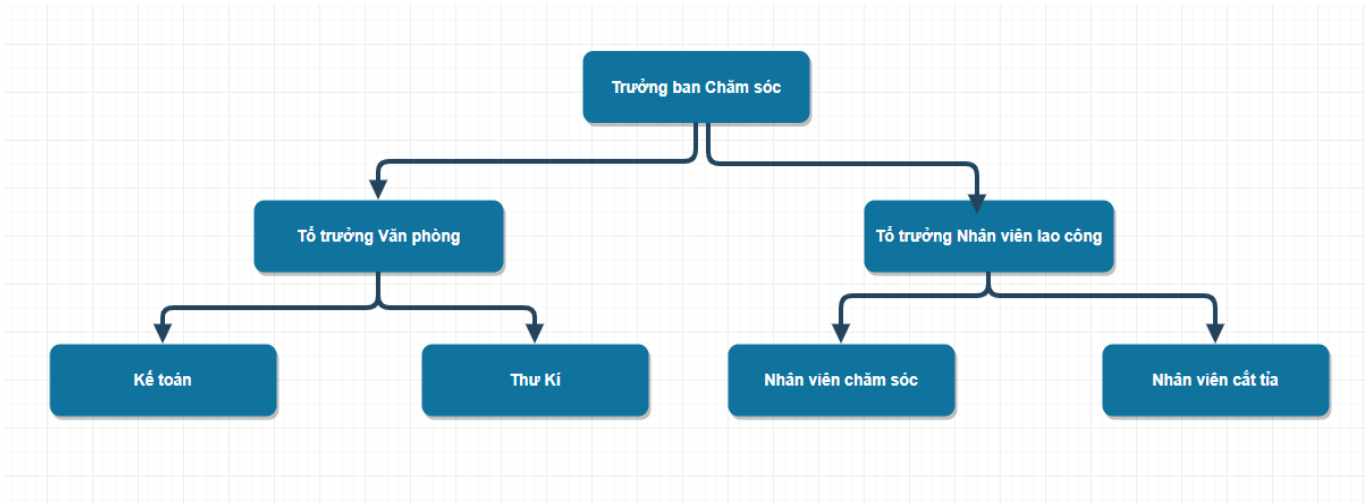 Trưởng ban Chăm sóc
Tổ trưởng Văn phòng
Tổ trưởng Nhân viên lao công
Kế toán
Thư Kí
Nhân viên chăm sóc
Nhân viên cắt tỉa